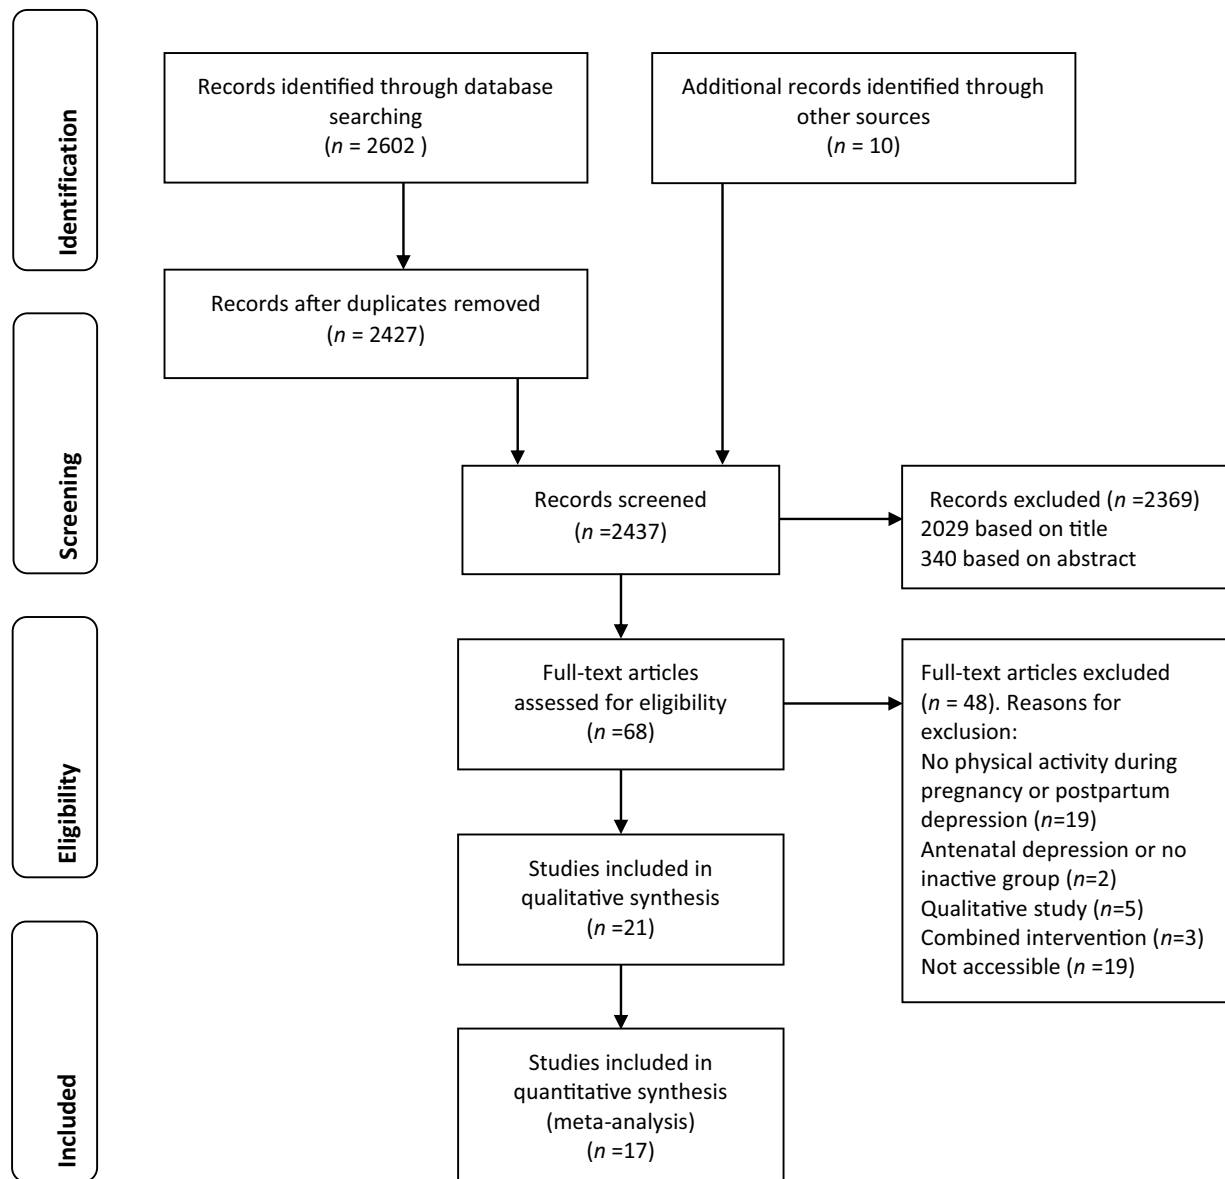 Identification
Records identified through database
searching
(n = 2602 )
Additional records identified through
other sources
(n = 10)
Records after duplicates removed
(n = 2427)
Screening
Records screened
(n =2437)
Records excluded (n =2369)
2029 based on title
340 based on abstract
Eligibility
Full-text articles
assessed for eligibility
(n =68)
Full-text articles excluded
(n = 48). Reasons for
exclusion:
No physical activity during
pregnancy or postpartum
depression (n=19)
Antenatal depression or no
inactive group (n=2)
Qualitative study (n=5)
Combined intervention (n=3)
Not accessible (n =19)
Studies included in
qualitative synthesis
(n =21)
Included
Studies included in
quantitative synthesis
(meta-analysis)
(n =17)